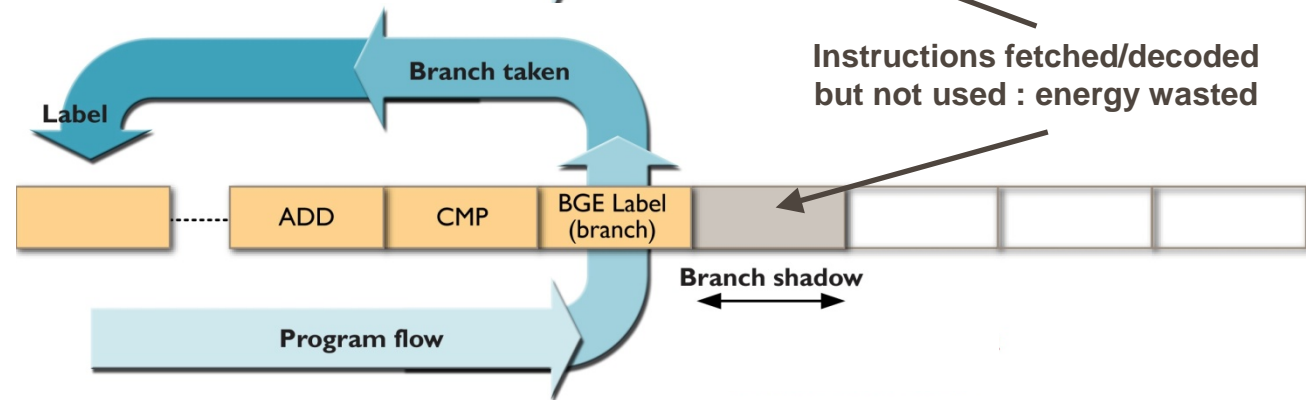 Instructions fetched/decoded
but not used : energy wasted
Branch taken
Label
ADD
CMP
BGE Label
(branch)
Branch shadow
Program flow